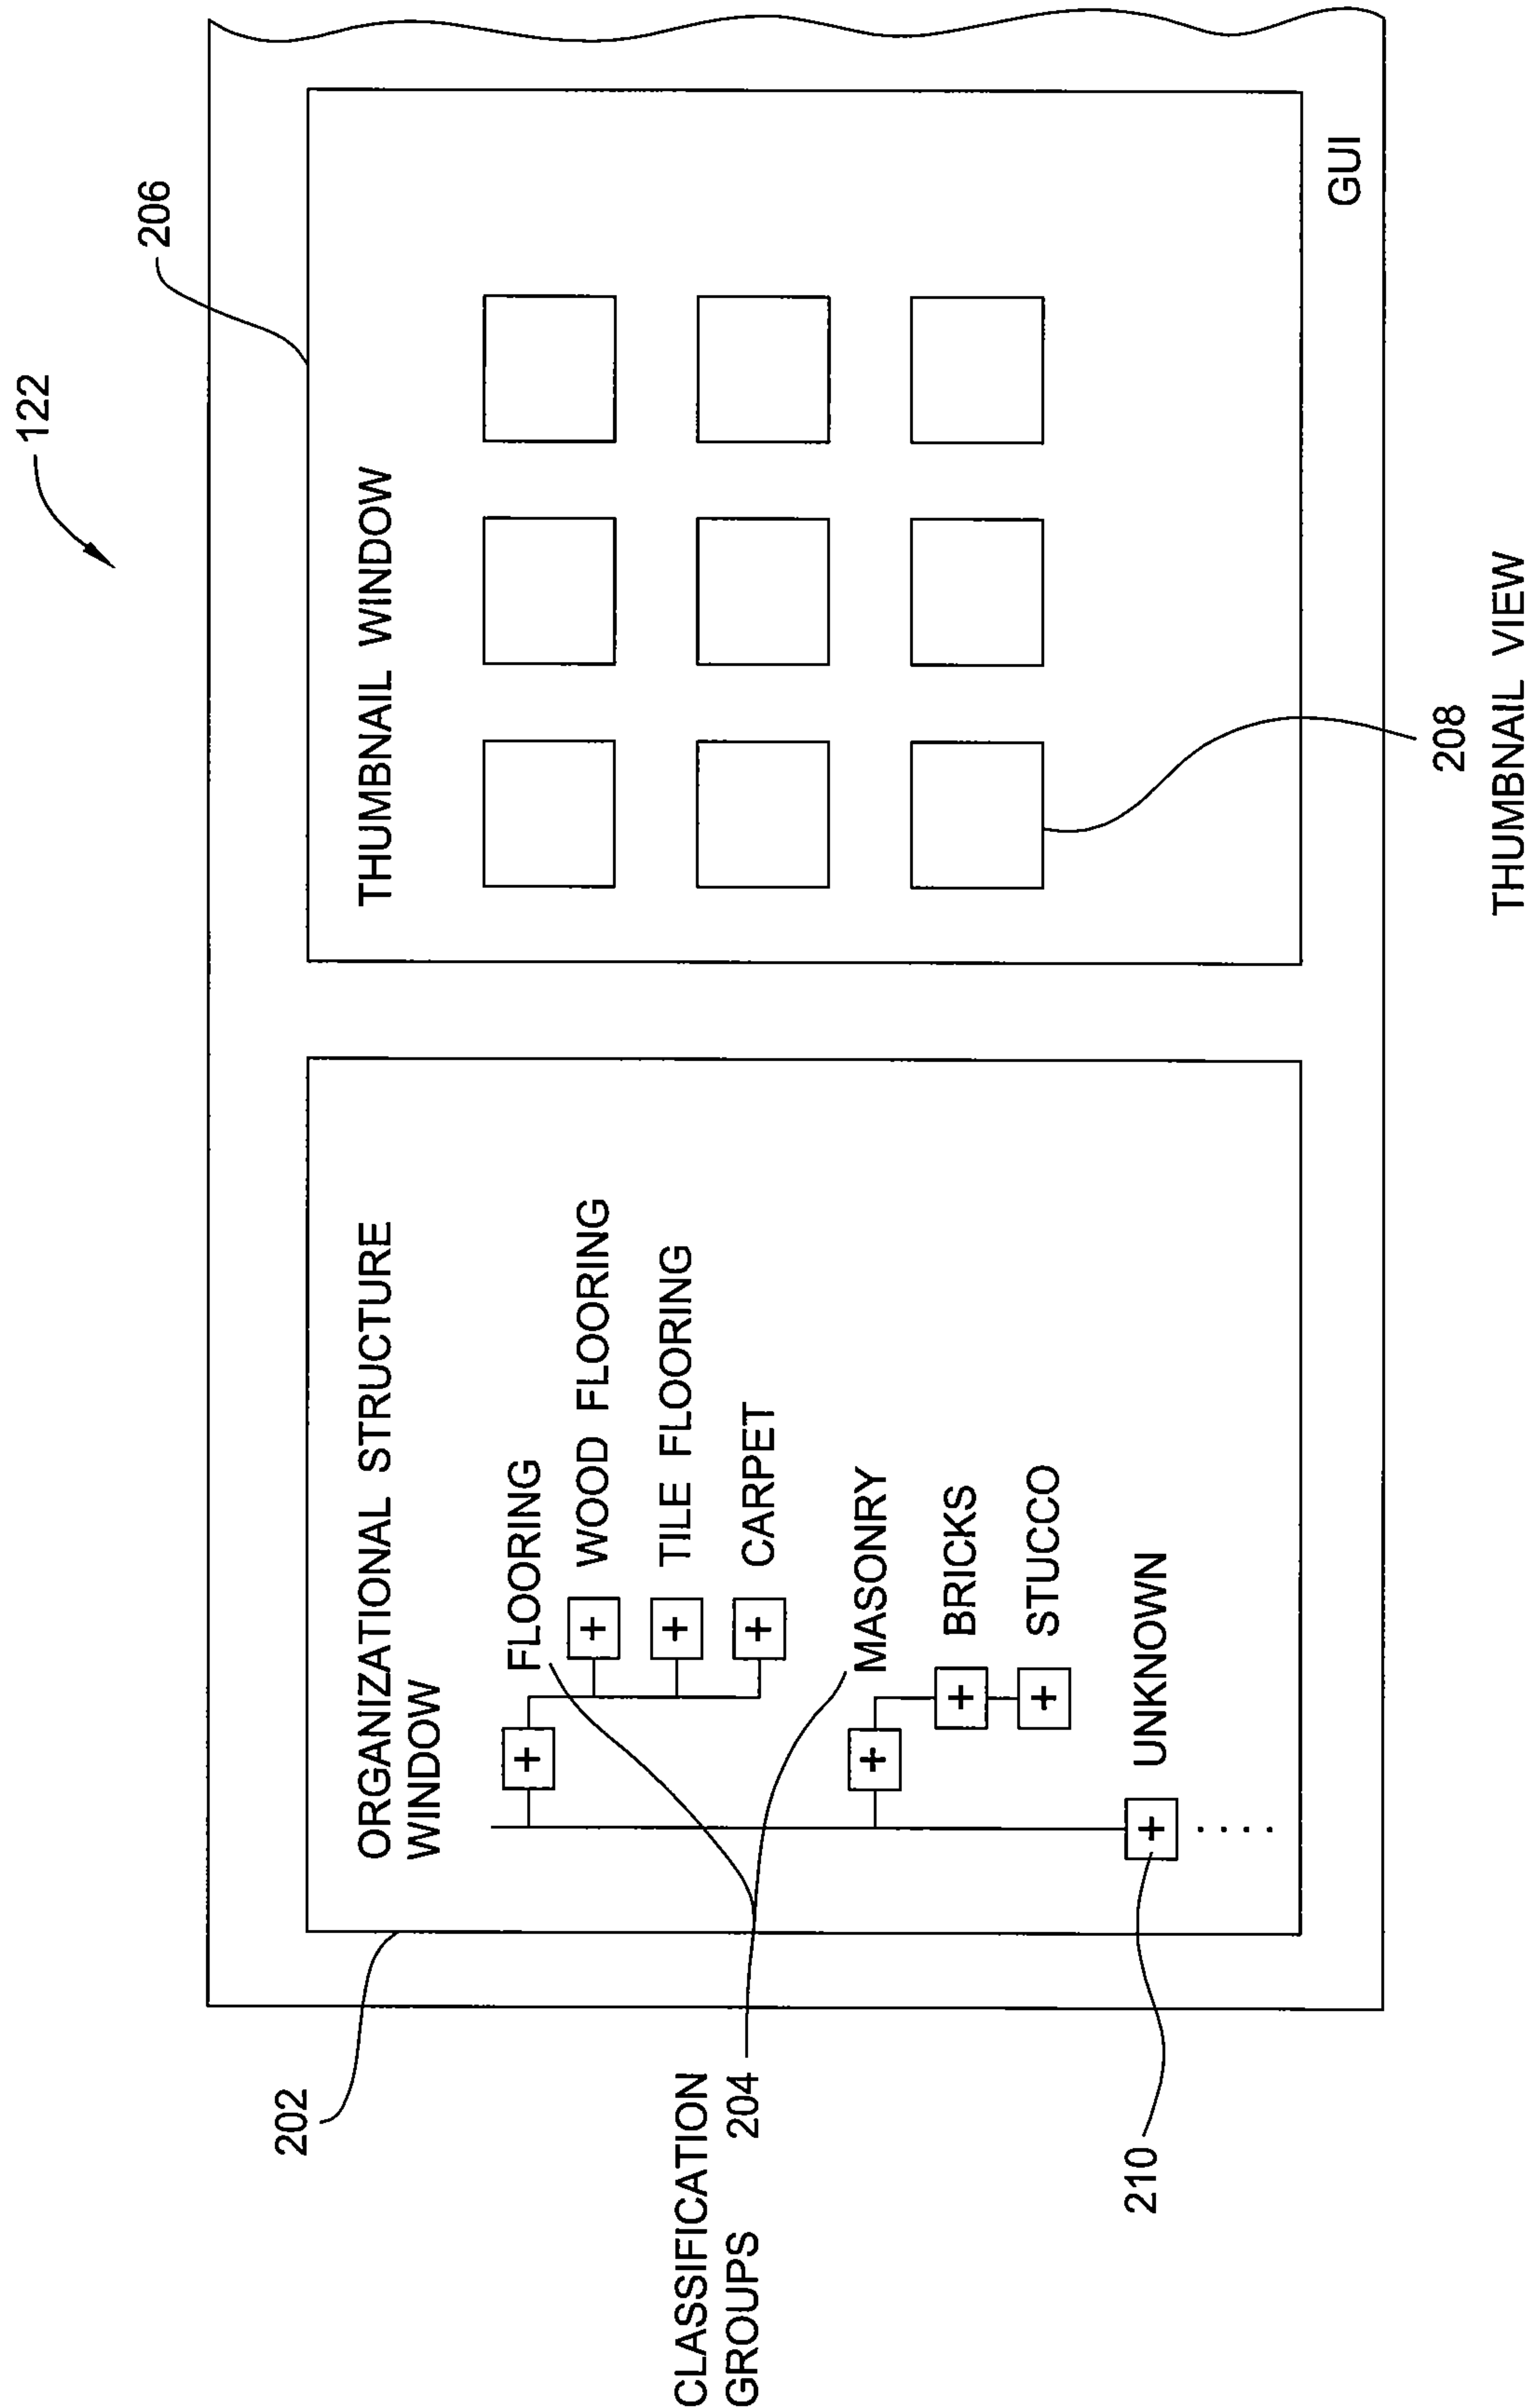 122
206
202
ORGANIZATIONAL STRUCTURE
WINDOW
FLOORING
+
+ WOOD FLOORING
+ TILE FLOORING
+ CARPET
CLASSIFICATION
GROUPS 204
MASONRY
+
+ BRICKS
+ STUCCO
210
+ UNKNOWN
THUMBNAIL WINDOW
GUI
208
THUMBNAIL VIEW